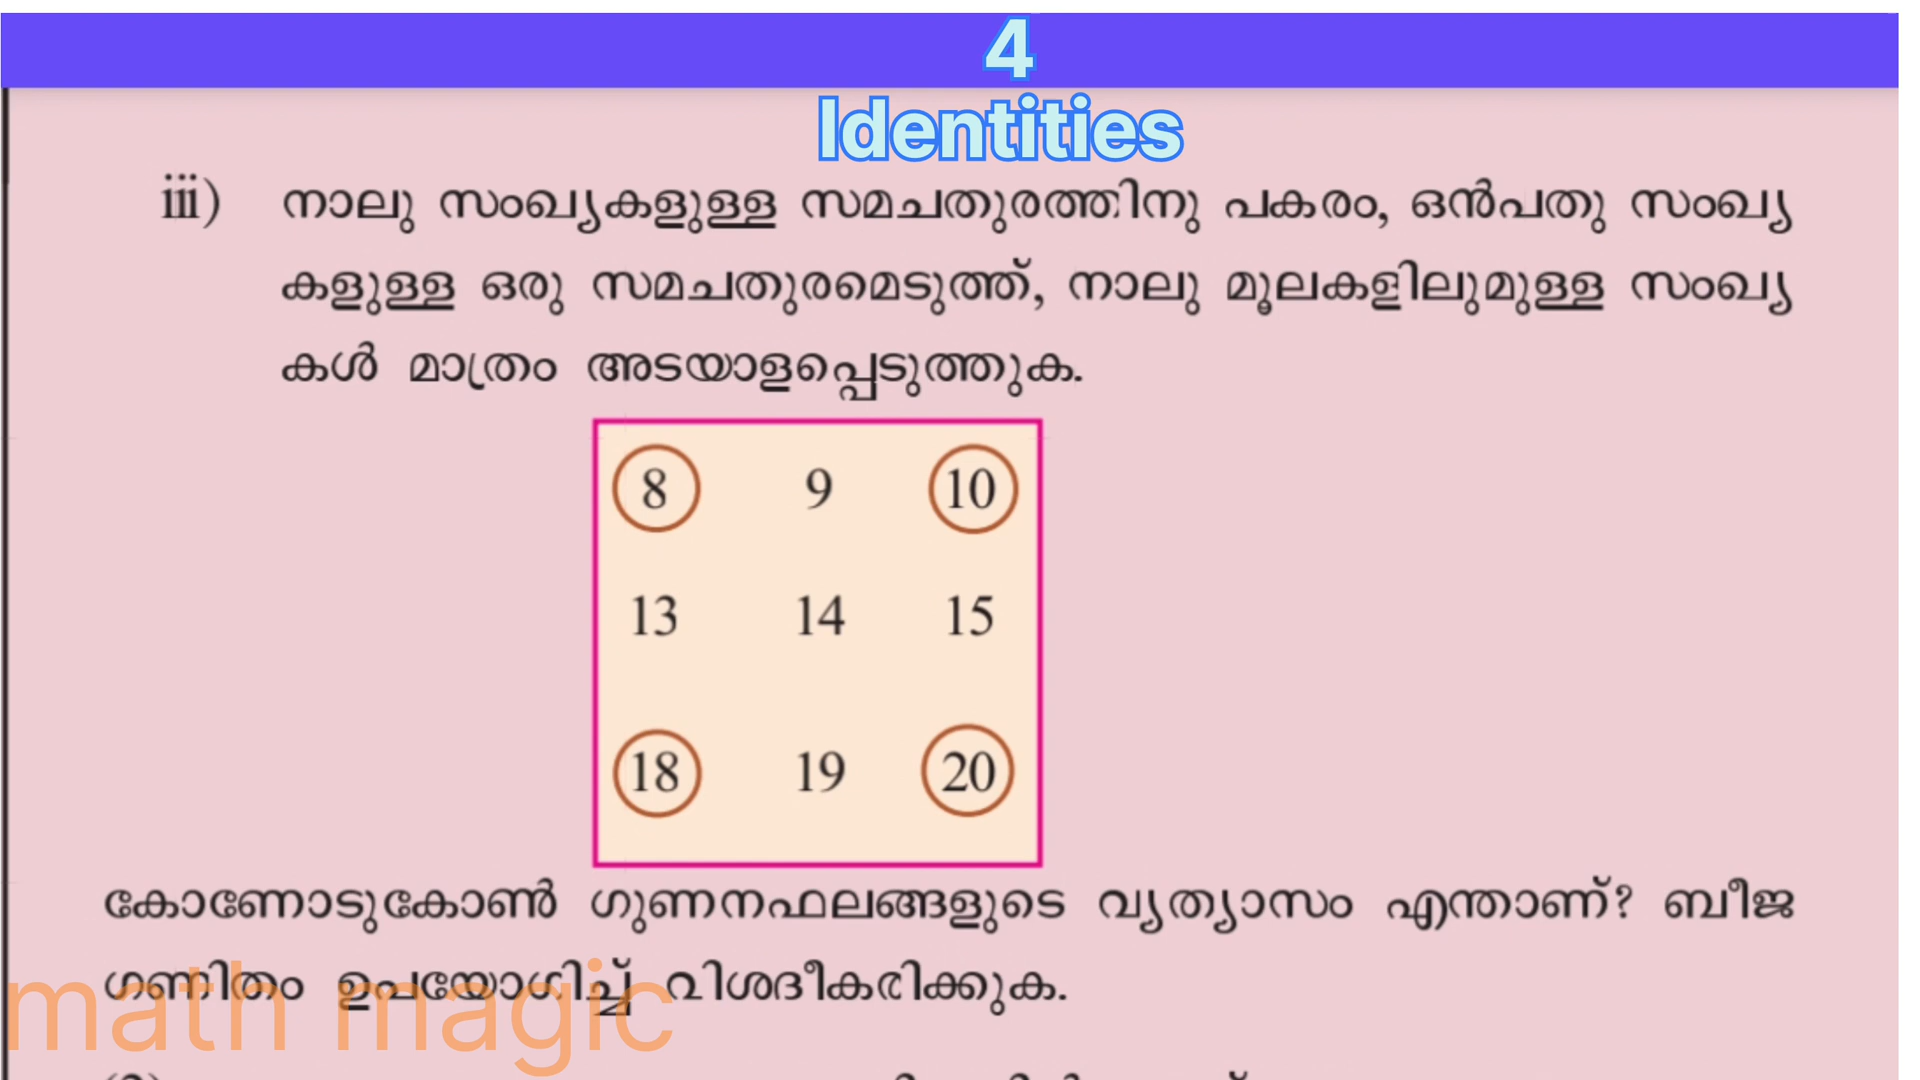 4
Identities
iii) നാലു സംഖ്യകളുള്ള സമചതുരത്തിനു പകരം, ഒൻപതു സംഖ്യ
കളുള്ള ഒരു സമചതുരമെടുത്ത്, നാലു മൂലകളിലുമുള്ള സംഖ്യ
കൾ മാത്രം അടയാളപ്പെടുത്തുക.
8 9 10
13 14 15
18 19 20
കോണോടുകോൺ ഗുണനഫലങ്ങളുടെ വ്യത്യാസം എന്താണ്? ബീജ
ഗണിതം ഉപയോഗിച്ച് വിശദീകരിക്കുക.
math magic